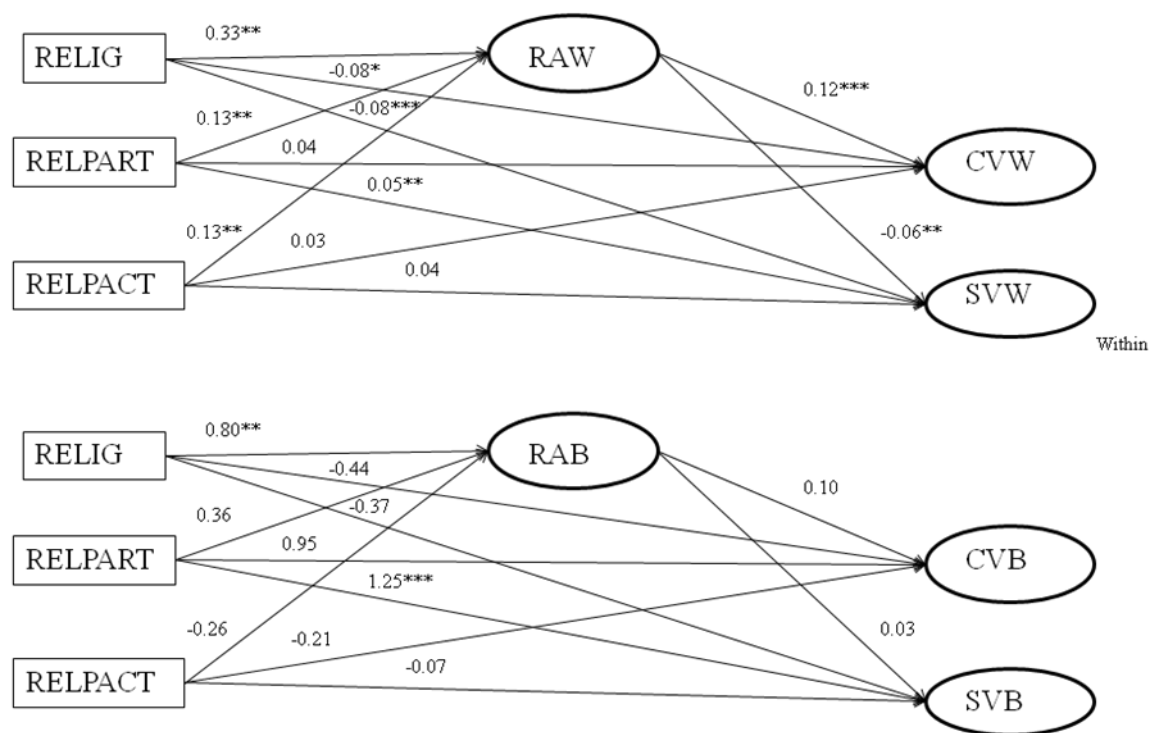 0.33**
RELIG
RAW
-0.08*
0.12***
0.13**
-0.08***
RELPART
0.04
CVW
0.05**
0.13**
0.03
-0.06**
RELPACT
0.04
SVW
Within
0.80**
RELIG
RAB
-0.44
0.10
0.36
-0.37
RELPART
0.95
CVB
1.25***
-0.26
-0.21
0.03
RELPACT
-0.07
SVB